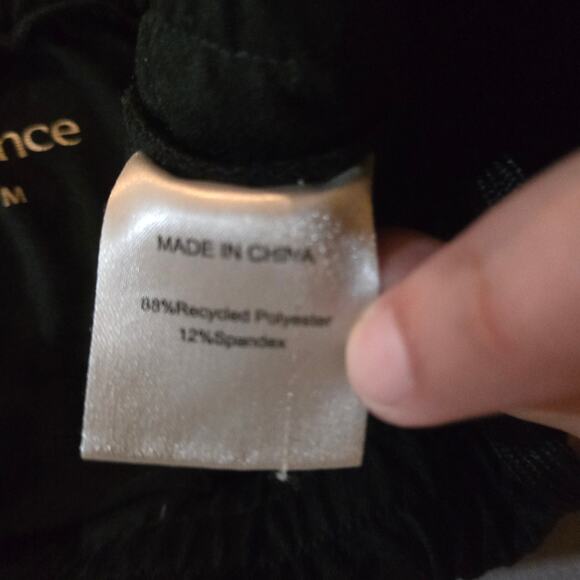 nce
M
MADE IN CHINA
88%Recycled Polyester
12%Spandex